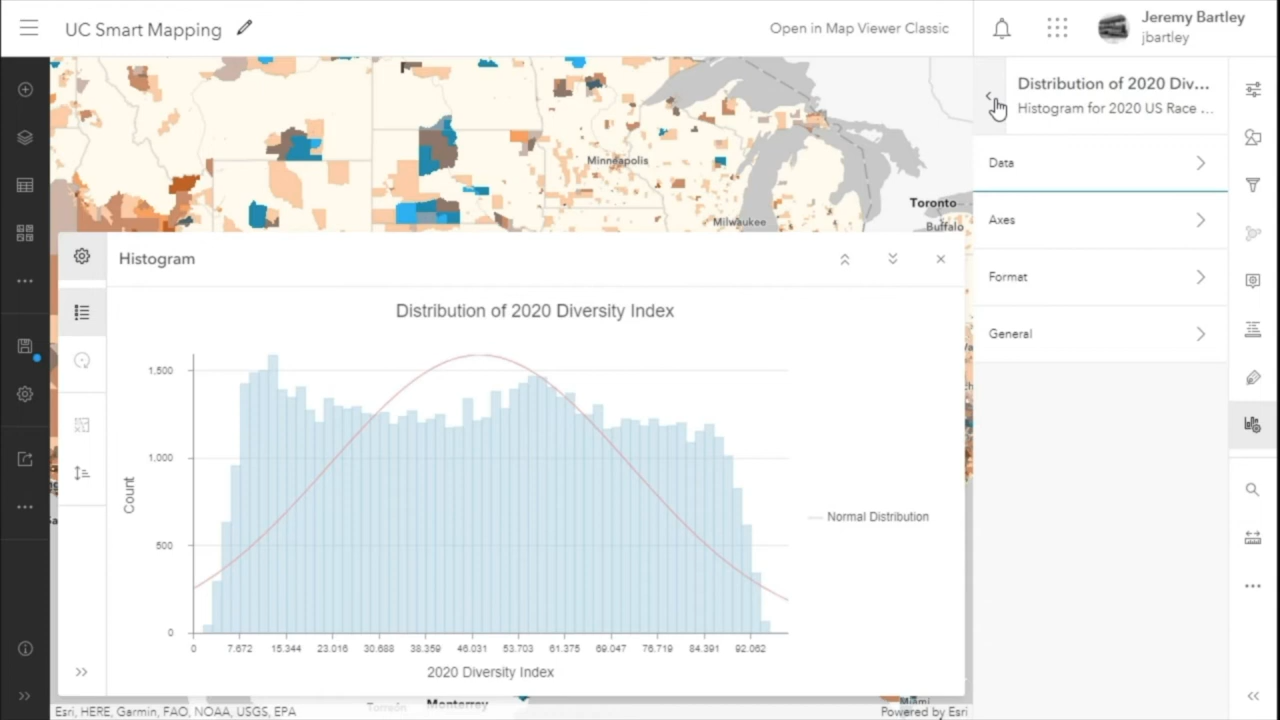 UC Smart Mapping
Open in Map Viewer Classic
Jeremy Bartley
jbartley
Distribution of 2020 Div...
Histogram for 2020 US Race ...
Data
Axes
Format
General
Minneapolis
Milwaukee
Toronto
Buffalo
Histogram
Distribution of 2020 Diversity Index
1,500
1,000
500
0
Count
0 7.672 15.344 23.016 30.688 38.359 46.031 53.703 61.375 69.047 76.719 84.391 92.062
2020 Diversity Index
Normal Distribution
Torreón
Monterrey
Miami
Esri, HERE, Garmin, FAO, NOAA, USGS, EPA
Powered by Esri